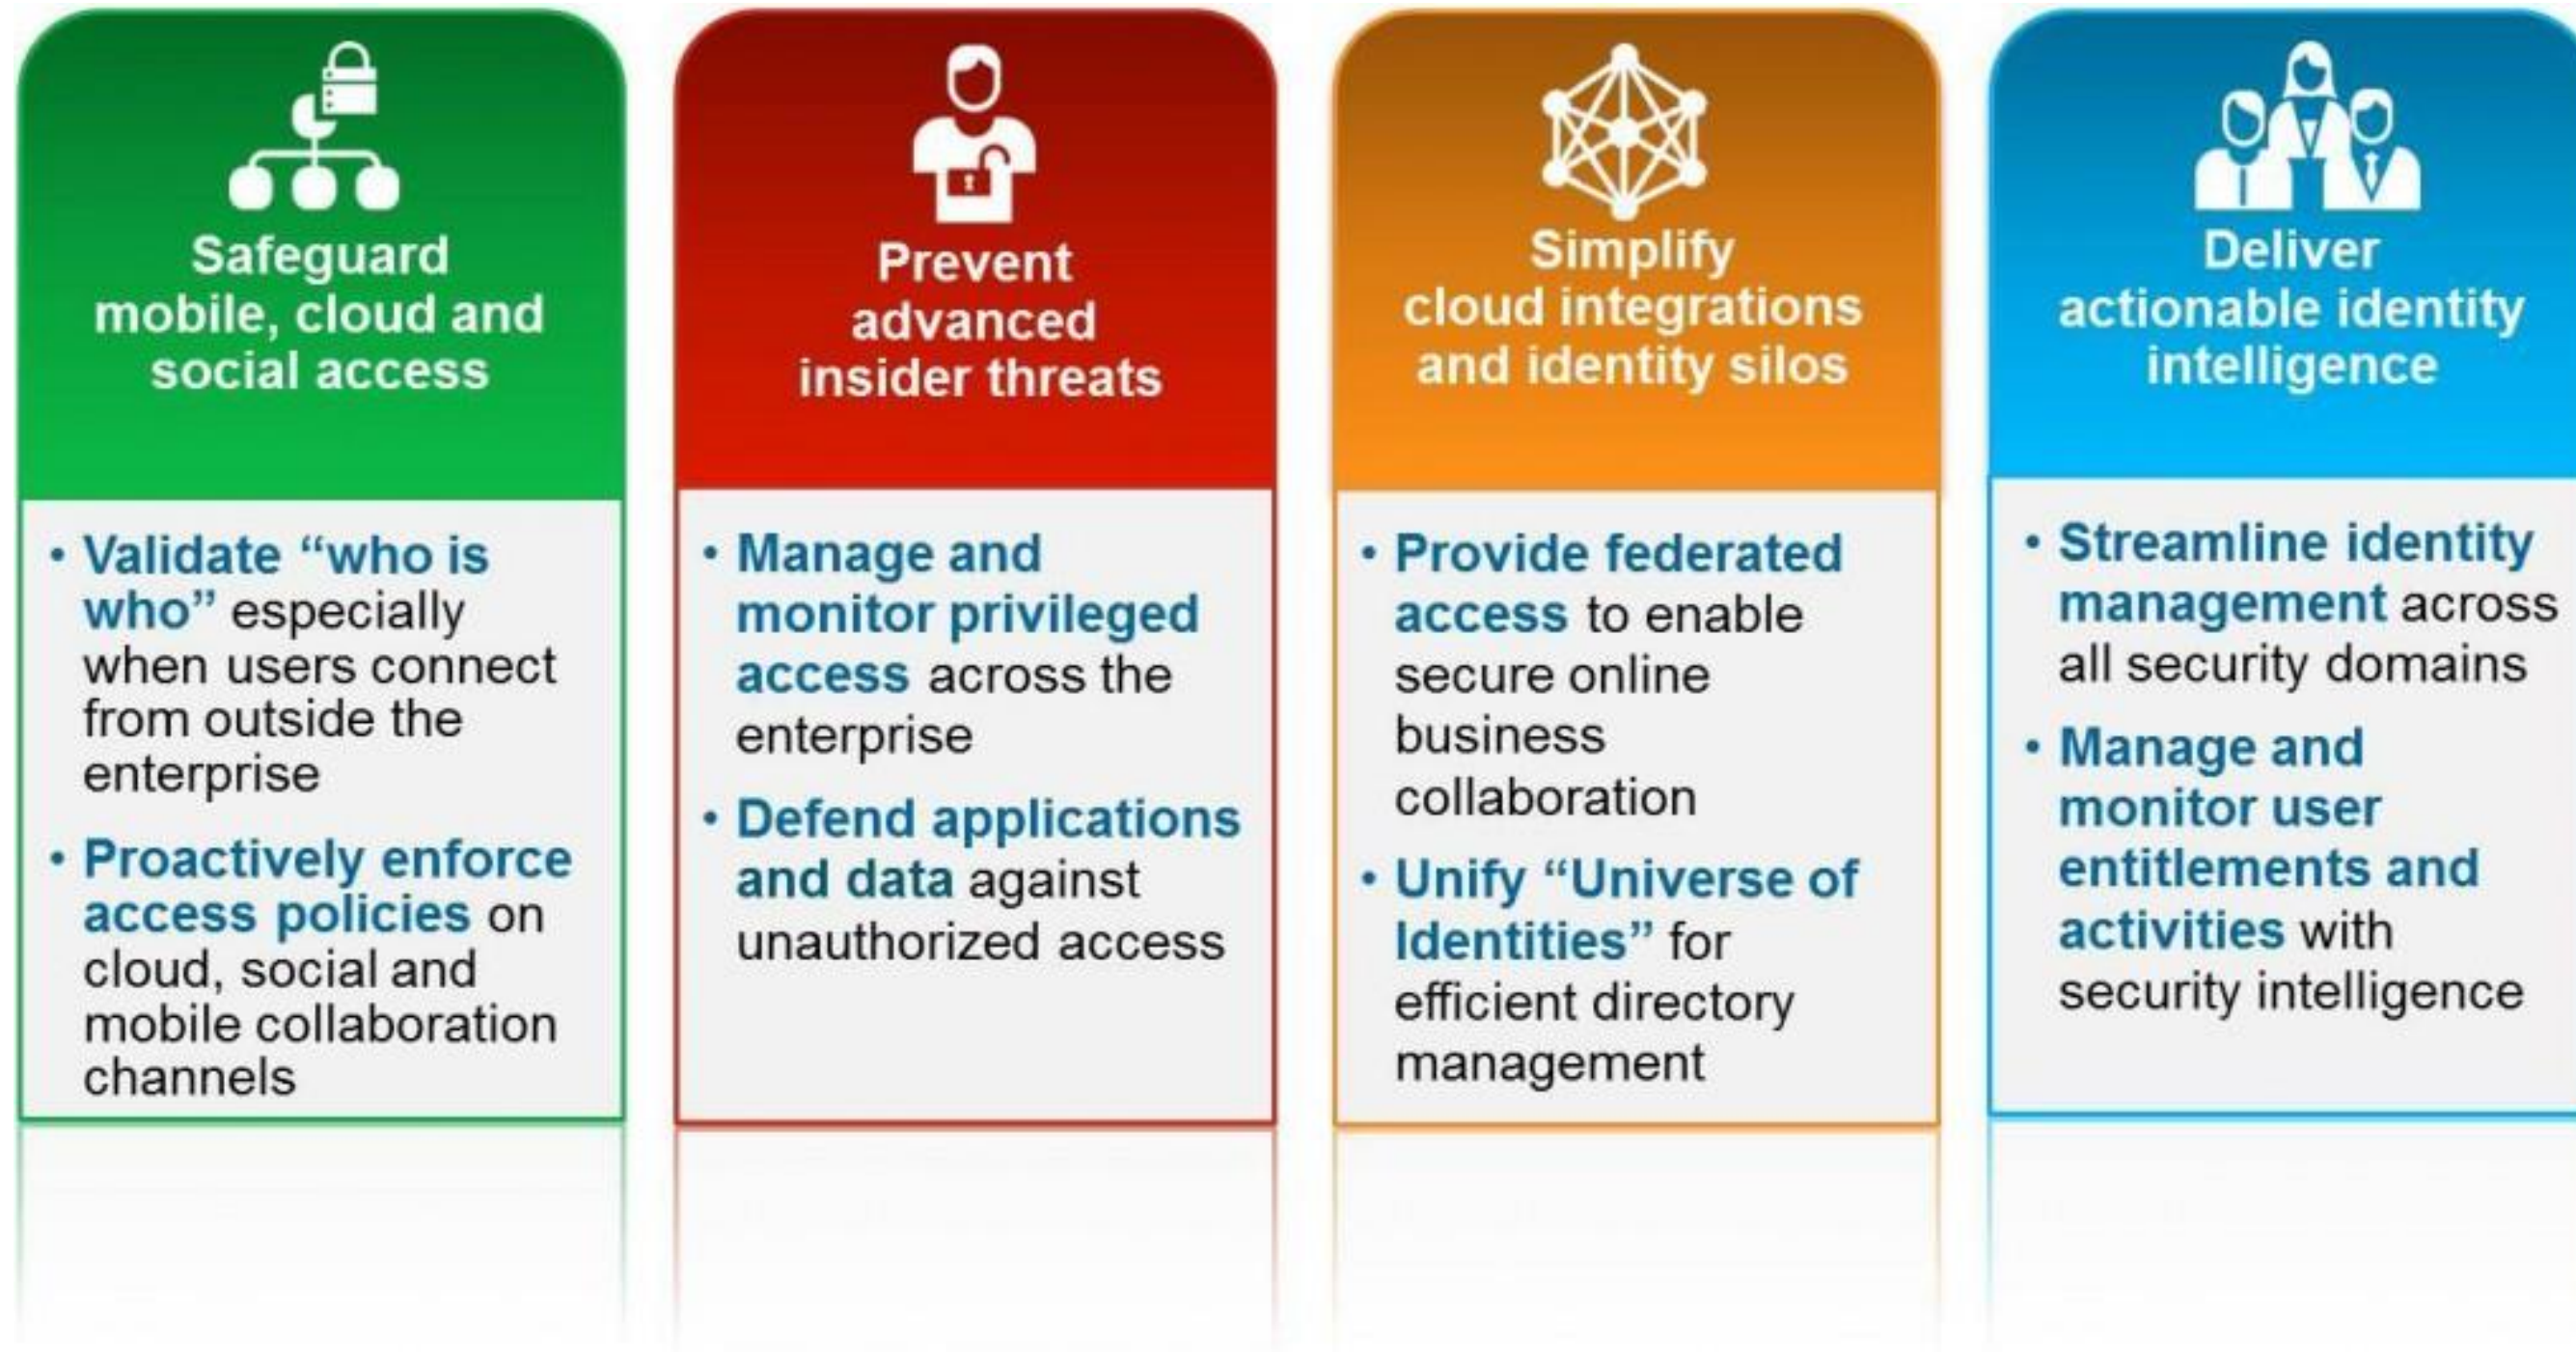 Safeguard
mobile, cloud and
social access
• Validate “who is
who” especially
when users connect
from outside the
enterprise
• Proactively enforce
access policies on
cloud, social and
mobile collaboration
channels
Prevent
advanced
insider threats
• Manage and
monitor privileged
access across the
enterprise
• Defend applications
and data against
unauthorized access
Simplify
cloud integrations
and identity silos
• Provide federated
access to enable
secure online
business
collaboration
• Unify “Universe of
Identities” for
efficient directory
management
Deliver
actionable identity
intelligence
• Streamline identity
management across
all security domains
• Manage and
monitor user
entitlements and
activities with
security intelligence